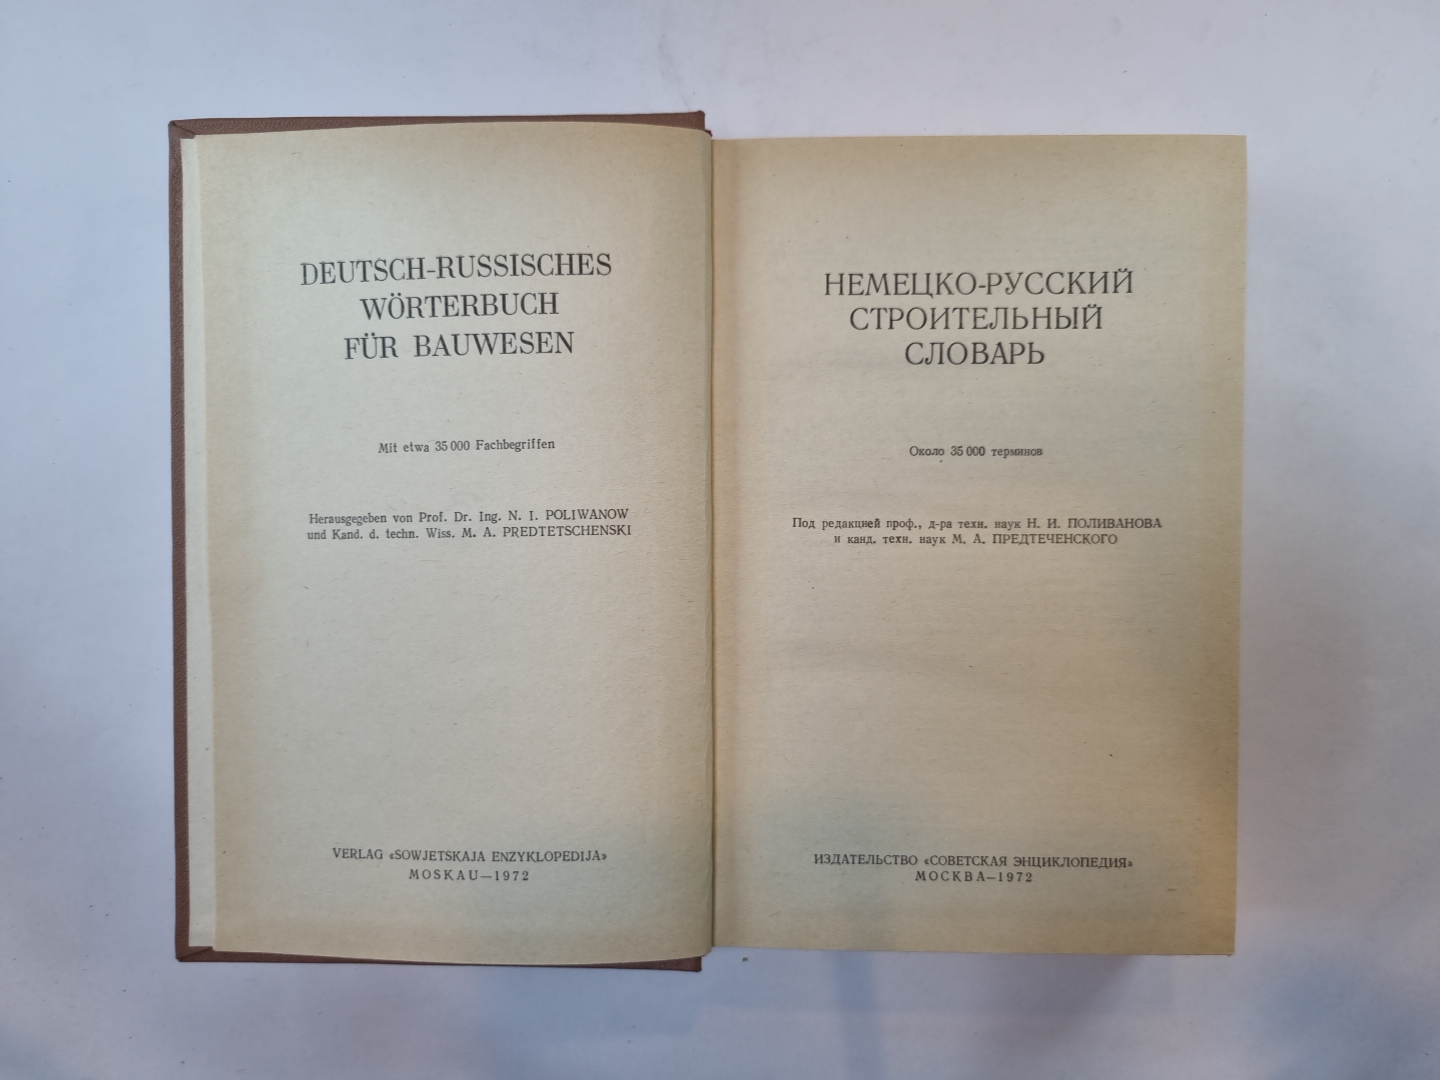 DEUTSCH-RUSSISCHES
WÖRTERBUCH
FÜR BAUWESEN
Mit etwa 35 000 Fachbegriffen
Herausgegeben von Prof. Dr. Ing. N. I. POLIWANOW
und Kand. d. techn. Wiss. M. A. PREDTETSCHENSKI
VERLAG «SOWJETSKAJA ENZYKLOPEDIJA»
MOSKAU—1972
НЕМЕЦКО-РУССКИЙ
СТРОИТЕЛЬНЫЙ
СЛОВАРЬ
Около 35 000 терминов
Под редакцией проф., д-ра техн. наук Н. И. ПОЛИВАНОВА
и канд. техн. наук М. А. ПРЕДТЕЧЕНСКОГО
ИЗДАТЕЛЬСТВО «СОВЕТСКАЯ ЭНЦИКЛОПЕДИЯ»
МОСКВА—1972